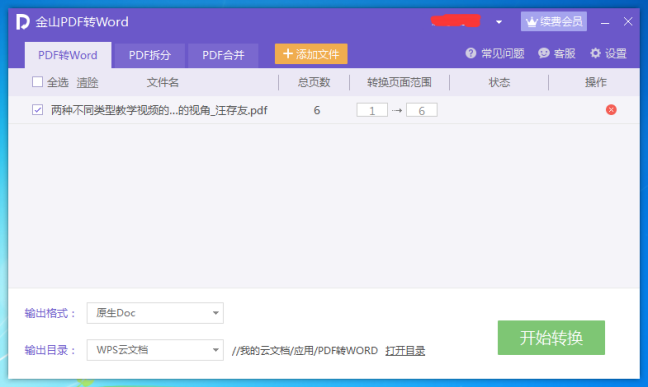 金山PDF转Word
续费会员
PDF转Word PDF拆分 PDF合并 添加文件 常见问题 客服 设置
全选 清除 文件名 总页数 转换页面范围 状态 操作
两种不同类型教学视频的...的视角_汪存友.pdf 6 1 → 6
输出格式： 原生Doc
输出目录： WPS云文档 //我的云文档/应用/PDF转WORD 打开目录
开始转换